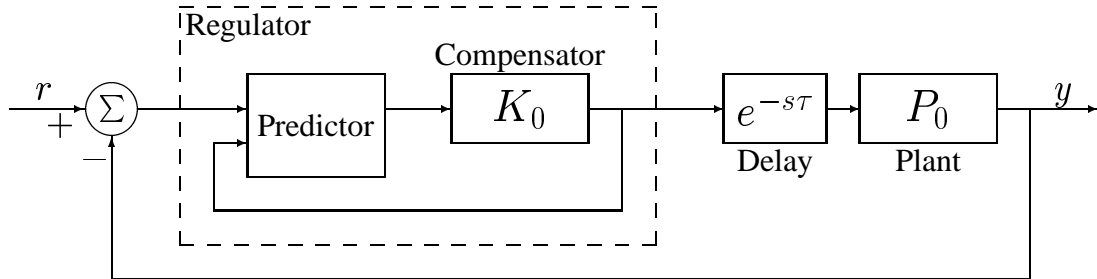 Regulator
Compensator
r
+
Σ
−
Predictor
K₀
e^{-sτ}
P₀
y
Delay
Plant